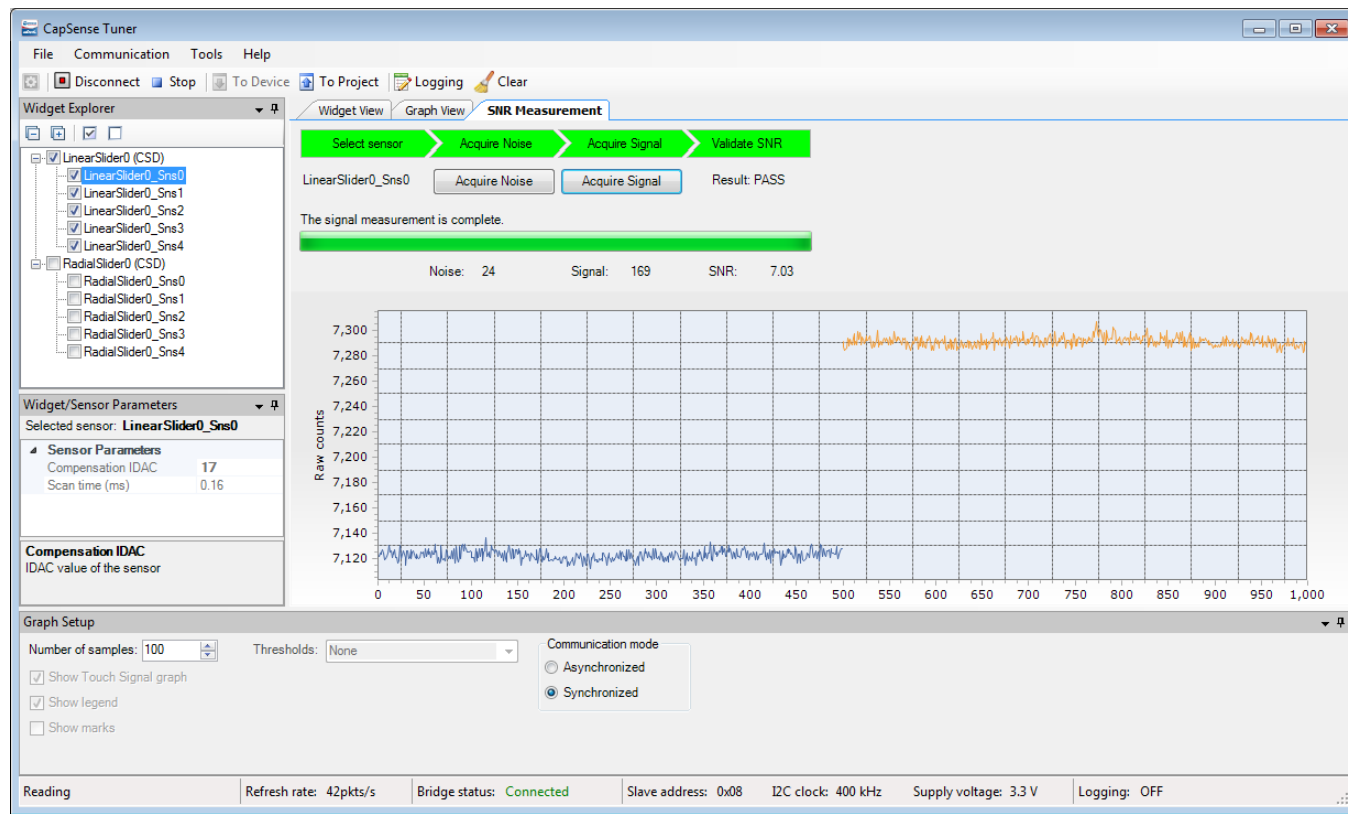 CapSense Tuner
File Communication Tools Help
Disconnect Stop To Device To Project Logging Clear
Widget Explorer
LinearSlider0 (CSD)
LinearSlider0_Sns0
LinearSlider0_Sns1
LinearSlider0_Sns2
LinearSlider0_Sns3
LinearSlider0_Sns4
RadialSlider0 (CSD)
RadialSlider0_Sns0
RadialSlider0_Sns1
RadialSlider0_Sns2
RadialSlider0_Sns3
RadialSlider0_Sns4
Widget/Sensor Parameters
Selected sensor: LinearSlider0_Sns0
Sensor Parameters
Compensation IDAC 17
Scan time (ms) 0.16
Compensation IDAC
IDAC value of the sensor
Widget View Graph View SNR Measurement
Select sensor Acquire Noise Acquire Signal Validate SNR
LinearSlider0_Sns0 Acquire Noise Acquire Signal Result: PASS
The signal measurement is complete.
Noise: 24 Signal: 169 SNR: 7.03
Raw counts
7,300
7,280
7,260
7,240
7,220
7,200
7,180
7,160
7,140
7,120
0 50 100 150 200 250 300 350 400 450 500 550 600 650 700 750 800 850 900 950 1,000
Graph Setup
Number of samples: 100 Thresholds: None Communication mode
Asynchronized
Synchronized
Show Touch Signal graph
Show legend
Show marks
Reading Refresh rate: 42pkts/s Bridge status: Connected Slave address: 0x08 I2C clock: 400 kHz Supply voltage: 3.3 V Logging: OFF